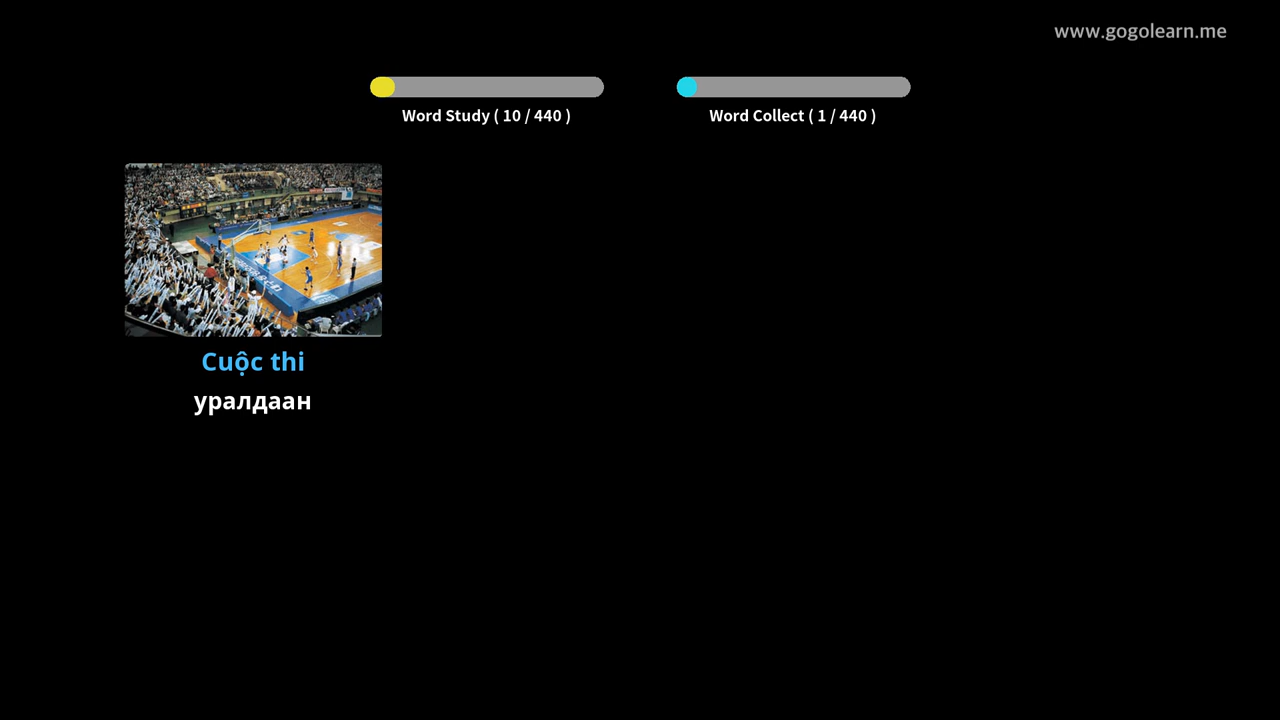 www.gogolearn.me
Word Study ( 10 / 440 )
Word Collect ( 1 / 440 )
Cuộc thi
уралдаан